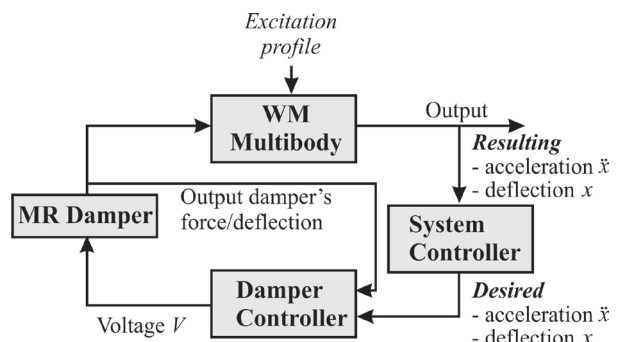 Excitation
profile
WM
Multibody
Output
Resulting
- acceleration ẍ
- deflection x
MR Damper
Output damper's
force/deflection
System
Controller
Damper
Controller
Voltage V
Desired
- acceleration ẍ
- deflection x